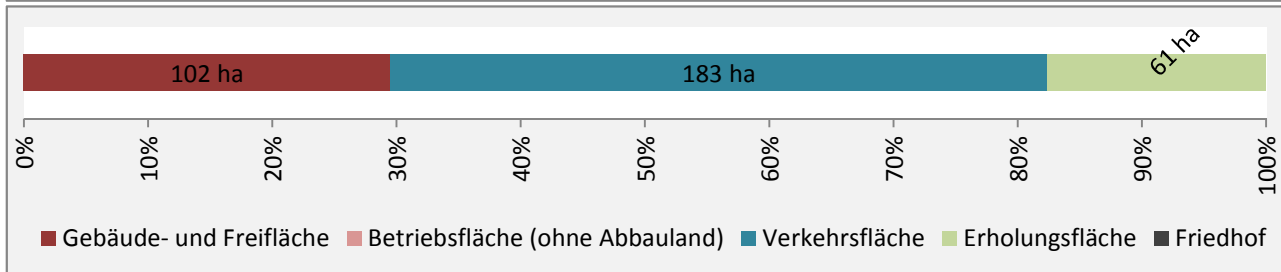 102 ha 183 ha 61 ha
0% 10% 20% 30% 40% 50% 60% 70% 80% 90% 100%
Gebäude- und Freifläche Betriebsfläche (ohne Abbauland) Verkehrsfläche Erholungsfläche Friedhof